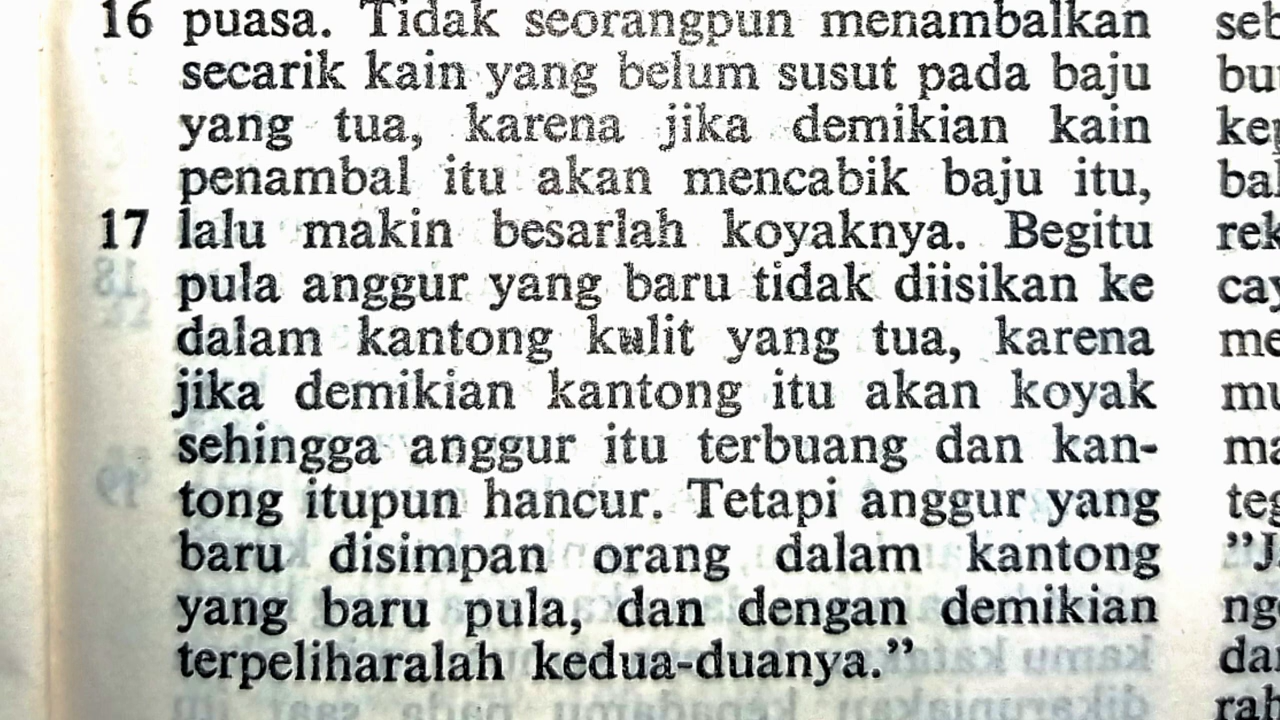 16 puasa. Tidak seorangpun menambalkan
secarik kain yang belum susut pada baju
yang tua, karena jika demikian kain
penambal itu akan mencabik baju itu,
17 lalu makin besarlah koyaknya. Begitu
pula anggur yang baru tidak diisikan ke
dalam kantong kulit yang tua, karena
jika demikian kantong itu akan koyak
sehingga anggur itu terbuang dan kan-
tong itupun hancur. Tetapi anggur yang
baru disimpan orang dalam kantong
yang baru pula, dan dengan demikian
terpeliharalah kedua-duanya.”